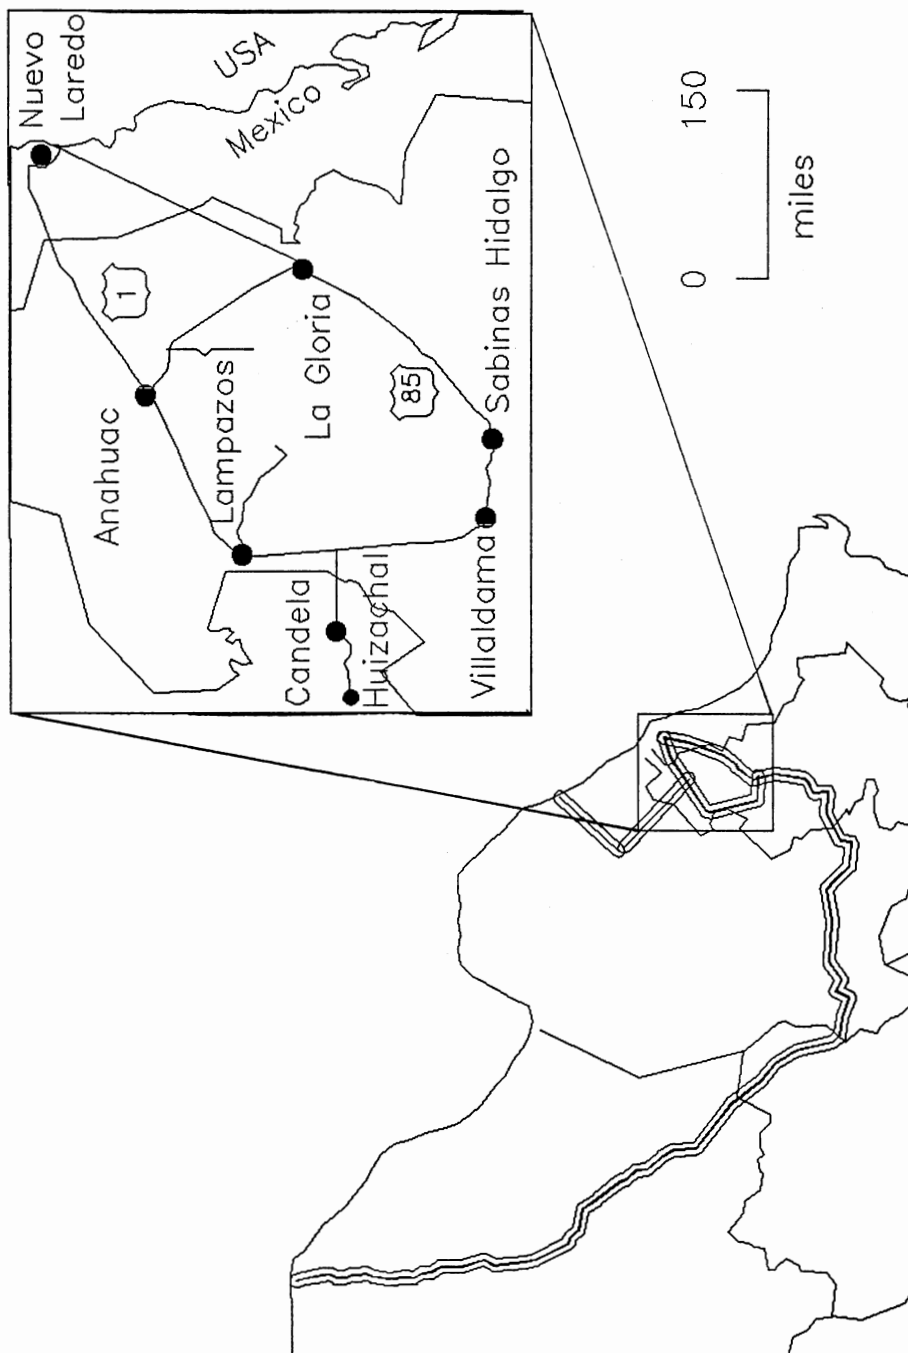 Nuevo
Laredo
USA
Mexico
1
Anahuac
Lampazos
La Gloria
85
Sabinas Hidalgo
Candela
Huizachal
Villaldama
0
150
miles